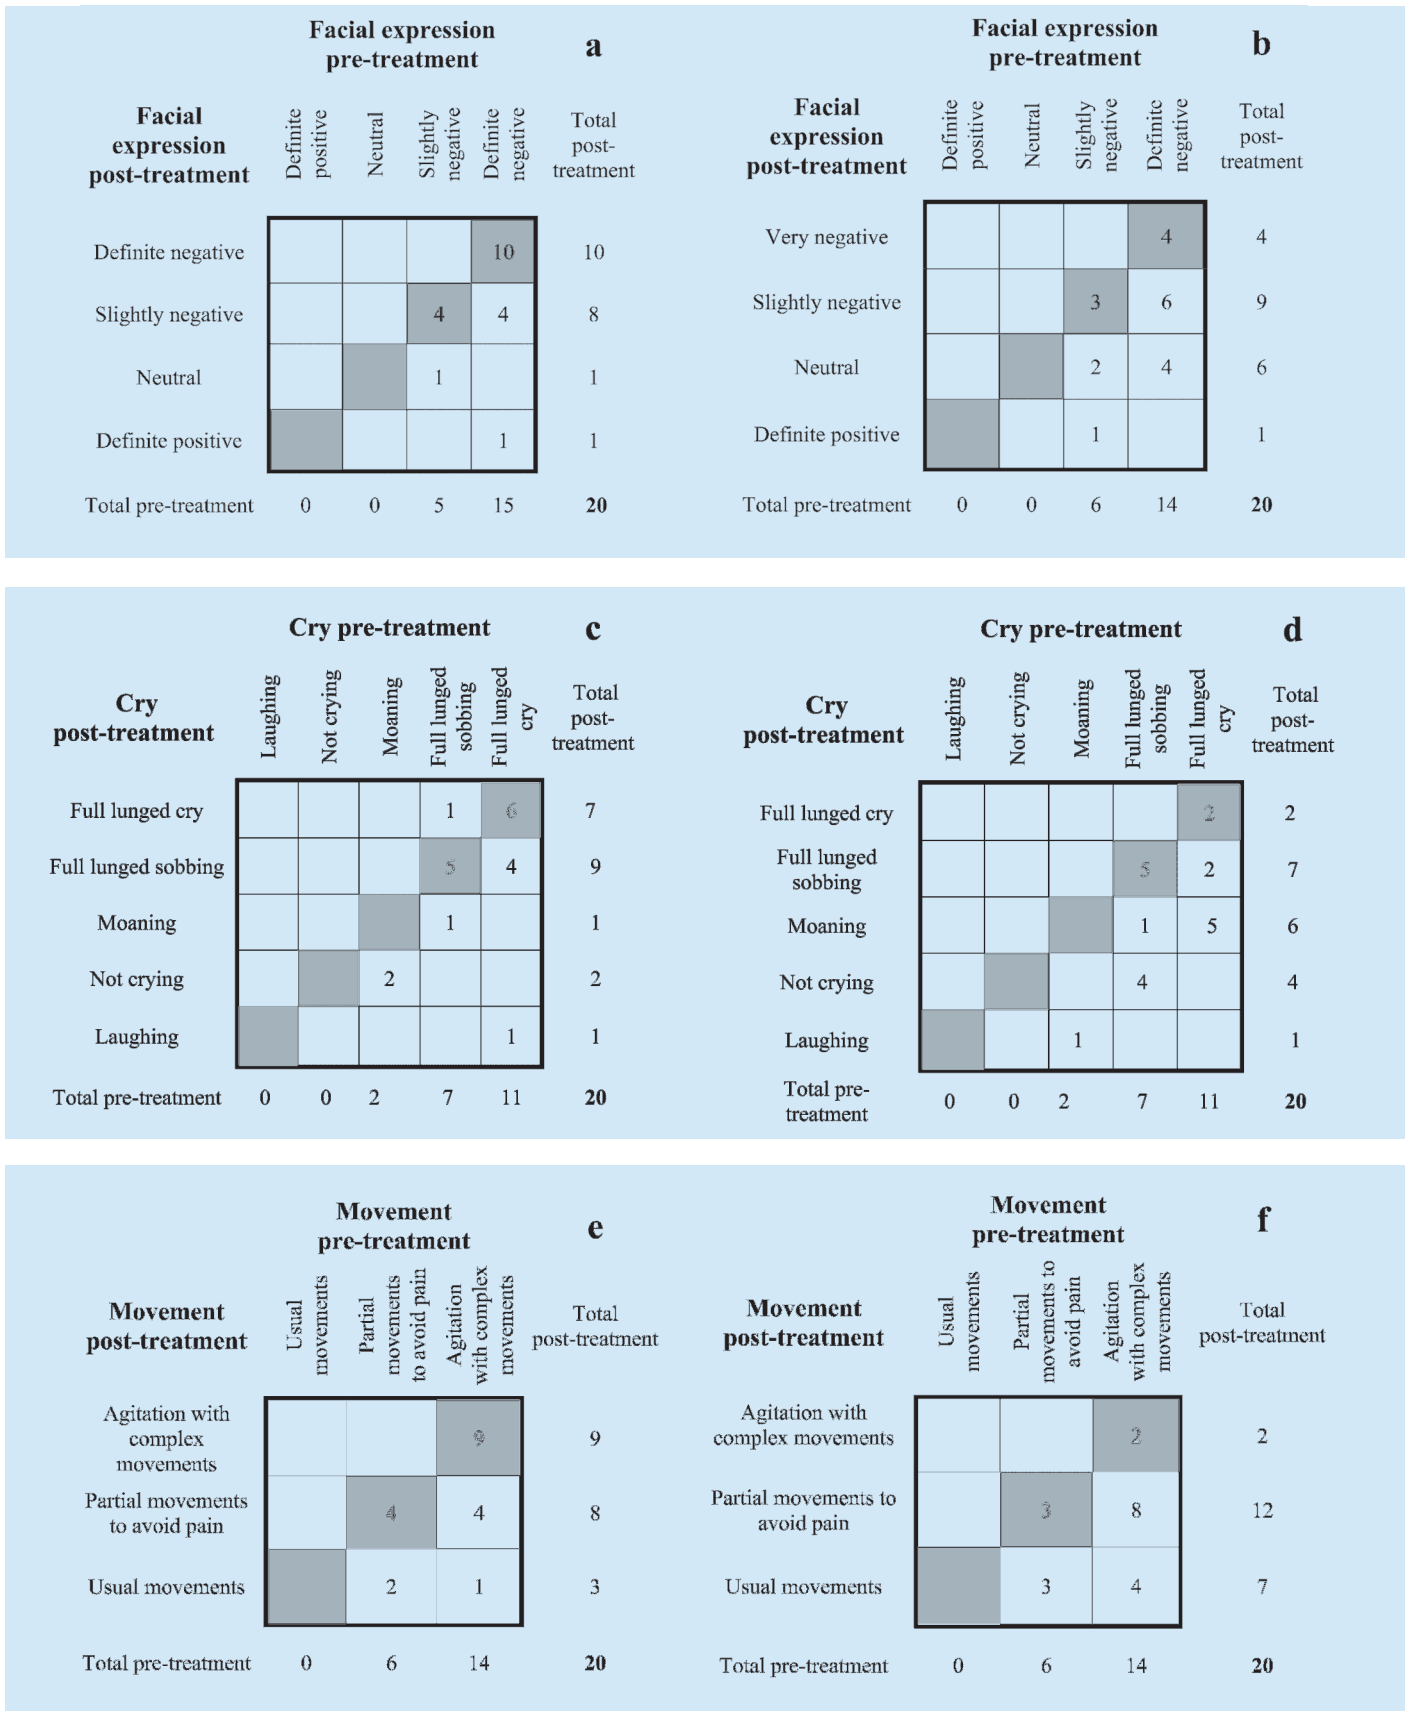 Facial expression
pre-treatment
a
Facial
expression
post-treatment
Definite
positive
Neutral
Slightly
negative
Definite
negative
Total
post-
treatment
Definite negative 10 10
Slightly negative 4 4 8
Neutral 1 1
Definite positive 1 1
Total pre-treatment 0 0 5 15 20
Facial expression
pre-treatment
b
Facial
expression
post-treatment
Definite
positive
Neutral
Slightly
negative
Definite
negative
Total
post-
treatment
Very negative 4 4
Slightly negative 3 6 9
Neutral 2 4 6
Definite positive 1 1
Total pre-treatment 0 0 6 14 20
Cry pre-treatment
c
Cry
post-treatment
Laughing
Not crying
Moaning
Full lunged
sobbing
Full lunged
cry
Total
post-
treatment
Full lunged cry 1 6 7
Full lunged sobbing 5 4 9
Moaning 1 1
Not crying 2 2
Laughing 1 1
Total pre-treatment 0 0 2 7 11 20
Cry pre-treatment
d
Cry
post-treatment
Laughing
Not crying
Moaning
Full lunged
sobbing
Full lunged
cry
Total
post-
treatment
Full lunged cry 2 2
Full lunged
sobbing 5 2 7
Moaning 1 5 6
Not crying 4 4
Laughing 1 1
Total pre-
treatment 0 0 2 7 11 20
Movement
pre-treatment
e
Movement
post-treatment
Usual
movements
Partial
movements
to avoid pain
Agitation
with complex
movements
Total
post-treatment
Agitation with
complex
movements 9 9
Partial movements
to avoid pain 4 4 8
Usual movements 2 1 3
Total pre-treatment 0 6 14 20
Movement
pre-treatment
f
Movement
post-treatment
Usual
movements
Partial
movements to
avoid pain
Agitation
with complex
movements
Total
post-treatment
Agitation with
complex movements 2 2
Partial movements to
avoid pain 3 8 12
Usual movements 3 4 7
Total pre-treatment 0 6 14 20